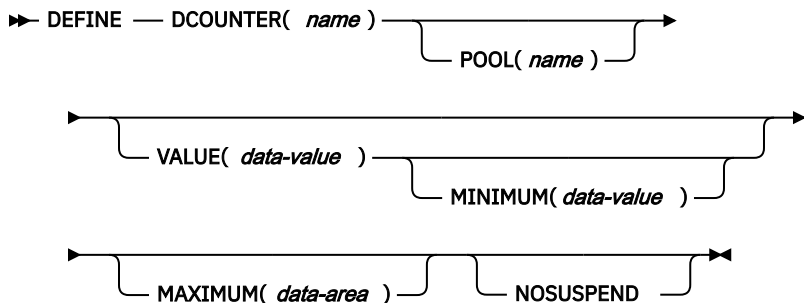 DEFINE DCOUNTER( name )
POOL( name )
VALUE( data-value )
MINIMUM( data-value )
MAXIMUM( data-area )
NOSUSPEND